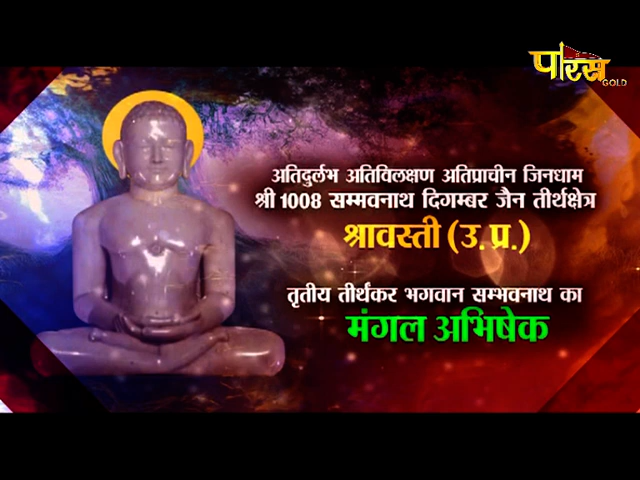 पारस
GOLD
अतिदुर्लभ अतिविलक्षण अतिप्राचीन जिनधाम
श्री 1008 सम्भवनाथ दिगम्बर जैन तीर्थक्षेत्र
श्रावस्ती (उ.प्र.)
तृतीय तीर्थंकर भगवान सम्भवनाथ का
मंगल अभिषेक